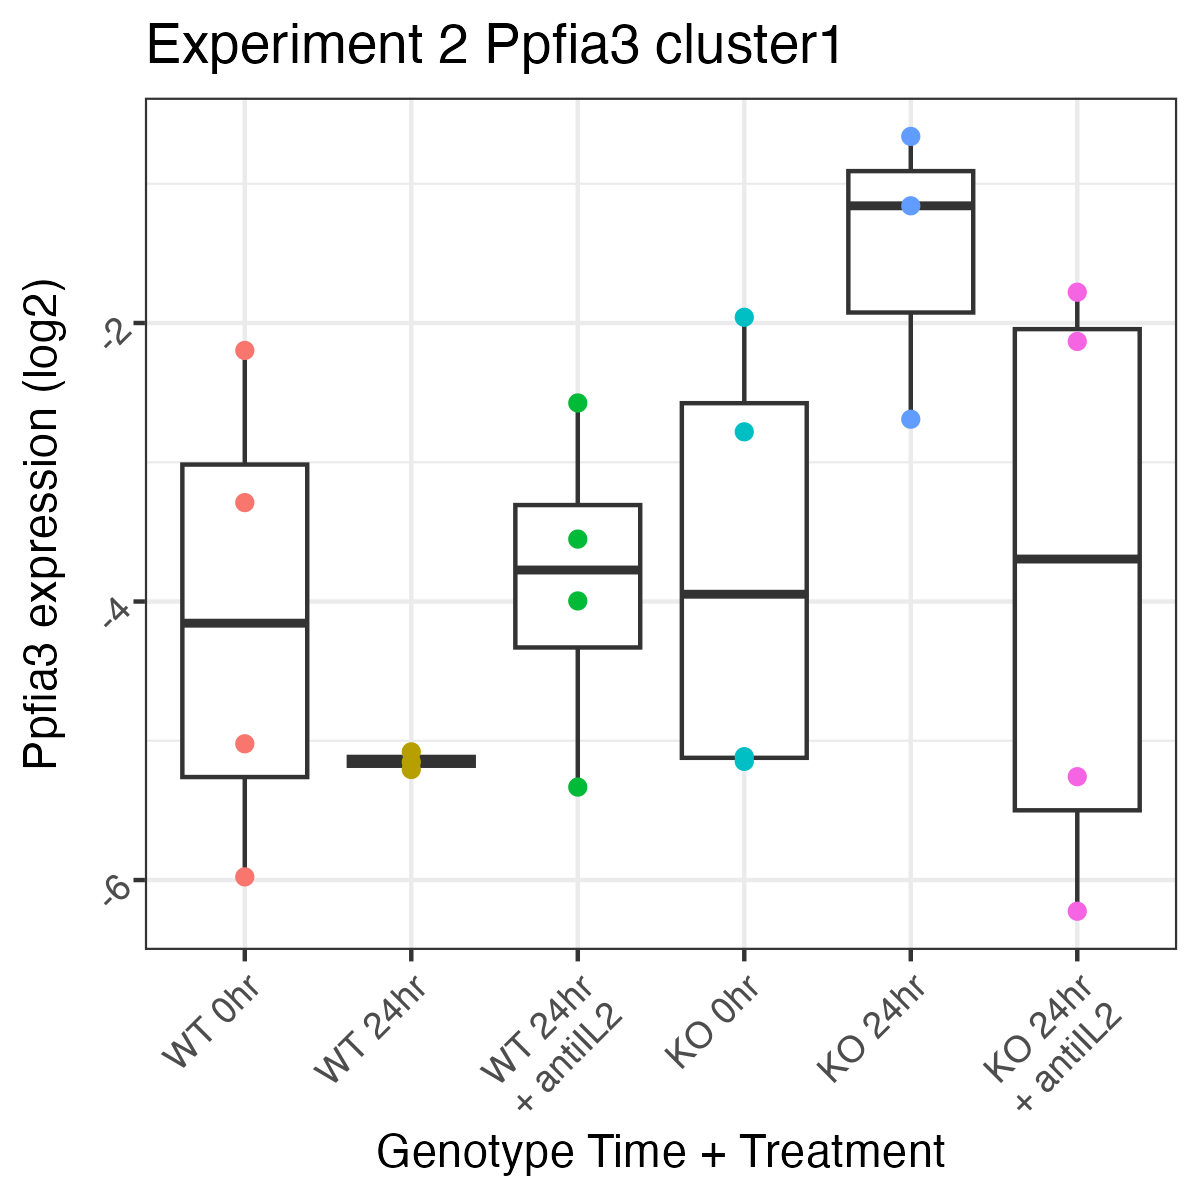 Experiment 2 Ppfia3 cluster1
Ppfia3 expression (log2)
-2
-4
-6
WT 0hr
WT 24hr
WT 24hr
+ antiIL2
KO 0hr
KO 24hr
KO 24hr
+ antiIL2
Genotype Time + Treatment